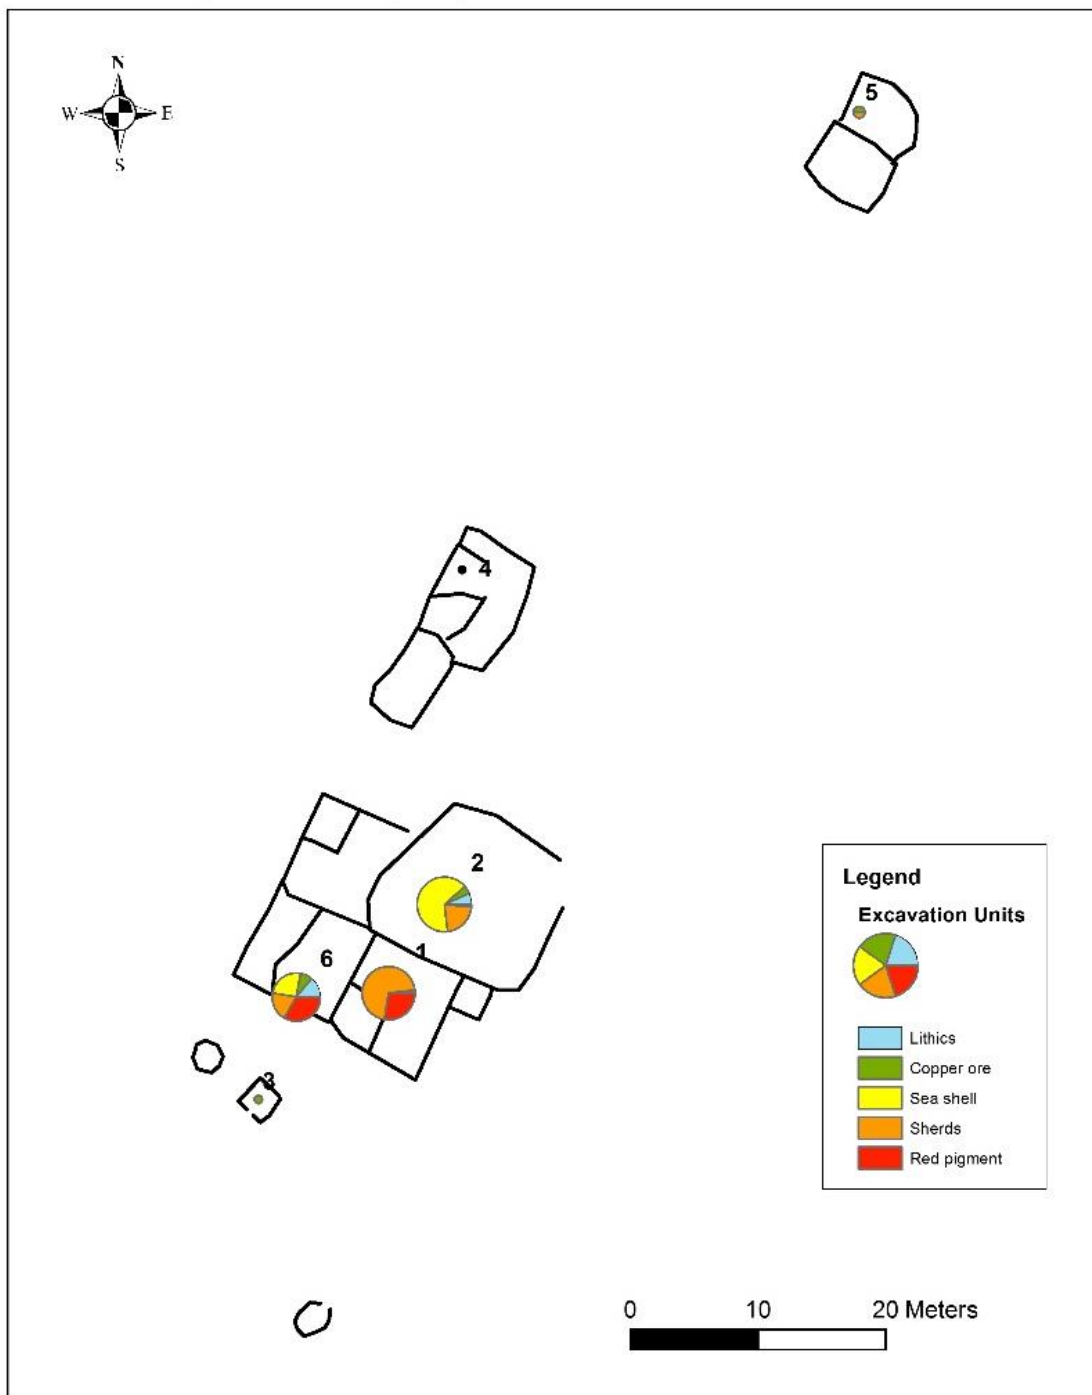 N
W E
S
5
4
2
1
6
3
Legend
Excavation Units
Lithics
Copper ore
Sea shell
Sherds
Red pigment
0 10 20 Meters